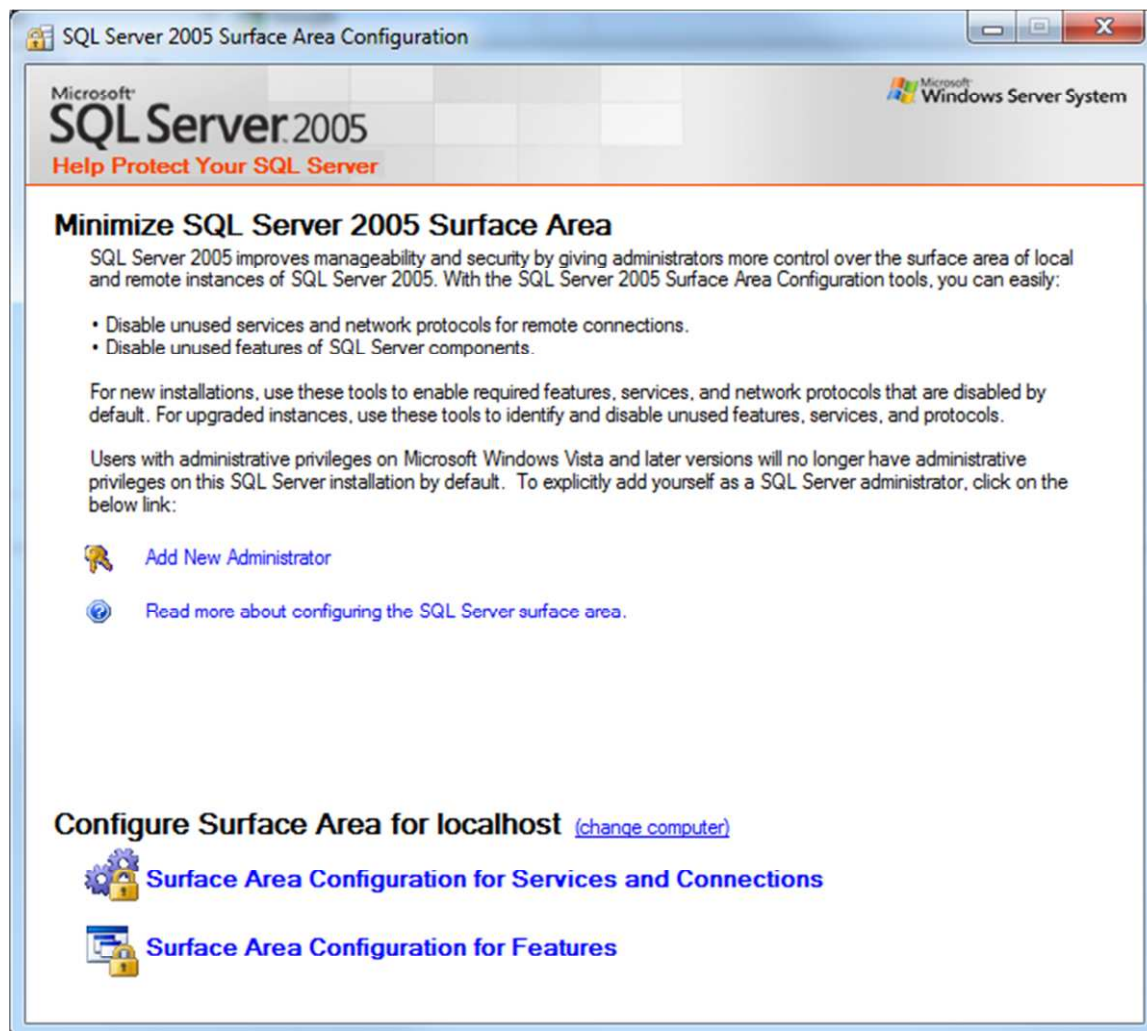 SQL Server 2005 Surface Area Configuration
Microsoft
Windows Server System
Microsoft
SQL Server 2005
Help Protect Your SQL Server
Minimize SQL Server 2005 Surface Area
SQL Server 2005 improves manageability and security by giving administrators more control over the surface area of local
and remote instances of SQL Server 2005. With the SQL Server 2005 Surface Area Configuration tools, you can easily:
• Disable unused services and network protocols for remote connections.
• Disable unused features of SQL Server components.
For new installations, use these tools to enable required features, services, and network protocols that are disabled by
default. For upgraded instances, use these tools to identify and disable unused features, services, and protocols.
Users with administrative privileges on Microsoft Windows Vista and later versions will no longer have administrative
privileges on this SQL Server installation by default. To explicitly add yourself as a SQL Server administrator, click on the
below link:
Add New Administrator
Read more about configuring the SQL Server surface area.
Configure Surface Area for localhost (change computer)
Surface Area Configuration for Services and Connections
Surface Area Configuration for Features